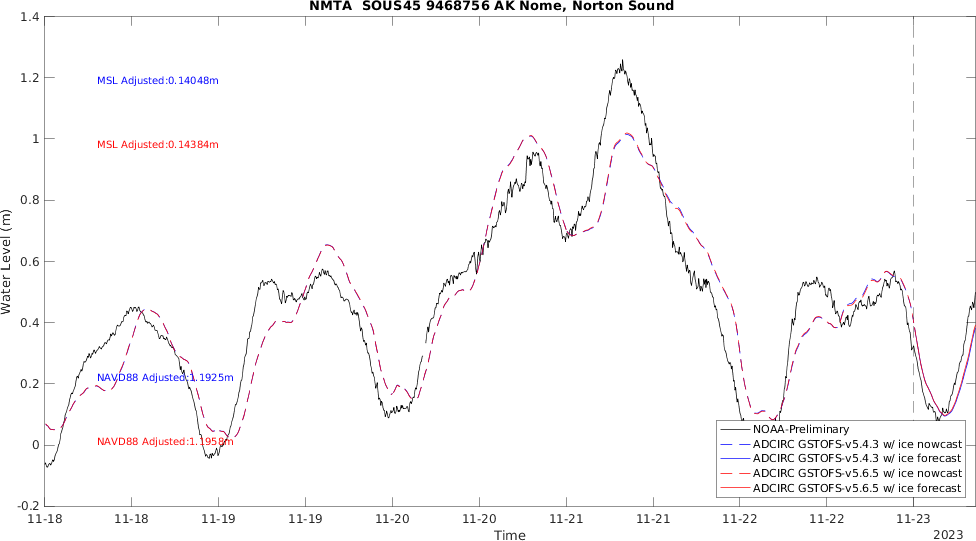 NMTA SOUS45 9468756 AK Nome, Norton Sound
1.4
1.2
1
0.8
0.6
0.4
0.2
0
-0.2
Water Level (m)
MSL Adjusted:0.14048m
MSL Adjusted:0.14384m
NAVD88 Adjusted:1.1925m
NAVD88 Adjusted:1.1958m
NOAA-Preliminary
ADCIRC GSTOFS-v5.4.3 w/ ice nowcast
ADCIRC GSTOFS-v5.4.3 w/ ice forecast
ADCIRC GSTOFS-v5.6.5 w/ ice nowcast
ADCIRC GSTOFS-v5.6.5 w/ ice forecast
11-18 11-18 11-19 11-19 11-20 11-20 11-21 11-21 11-22 11-22 11-23
Time
2023